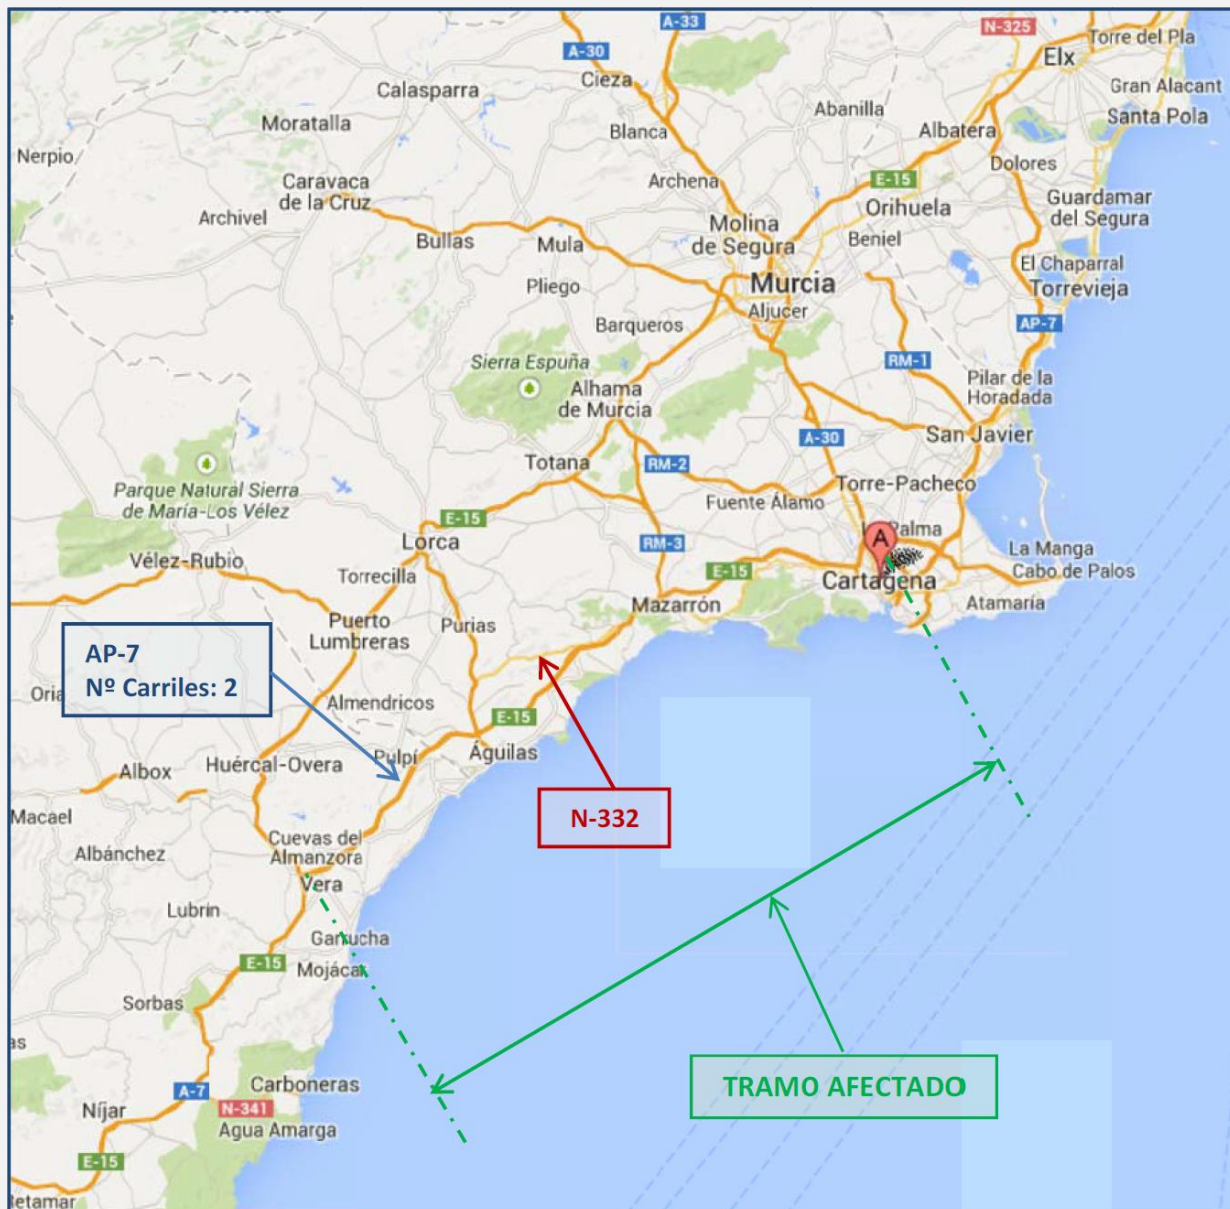 A-33
N-325
Torre del Pla
A-30
Elx
Cieza
Gran Alacant
Calasparra
Abanilla
Santa Pola
Moratalla
Blanca
Albatera
Nerpio
Dolores
Archena
E-15
Caravaca
de la Cruz
Guardamar
del Segura
Archivel
Orihuela
Molina
de Segura
Bullas
Mula
Beniel
El Chaparral
Pliego
Murcia
Torrevieja
Aljucer
Barqueros
AP-7
Sierra Espuña
RM-1
Alhama
de Murcia
Pilar de la
Horadada
A-30
San Javier
Totana
RM-2
Parque Natural Sierra
de María-Los Vélez
Torre-Pacheco
Fuente Álamo
E-15
Palma
A
Lorca
RM-3
La Manga
Vélez-Rubio
E-15
Cabo de Palos
Torrecilla
Cartagena
Mazarrón
Atamaría
Puerto
Lumbreras
Purias
AP-7
Nº Carriles: 2
Almendricos
E-15
Pulpí
Águilas
Albox
Huércal-Overa
Macael
N-332
Cuevas del
Almanzora
Albánchez
Vera
Lubrín
Garrucha
E-15
Mojácar
Sorbas
TRAMO AFECTADO
A-7
Carboneras
Níjar
N-341
Agua Amarga
E-15